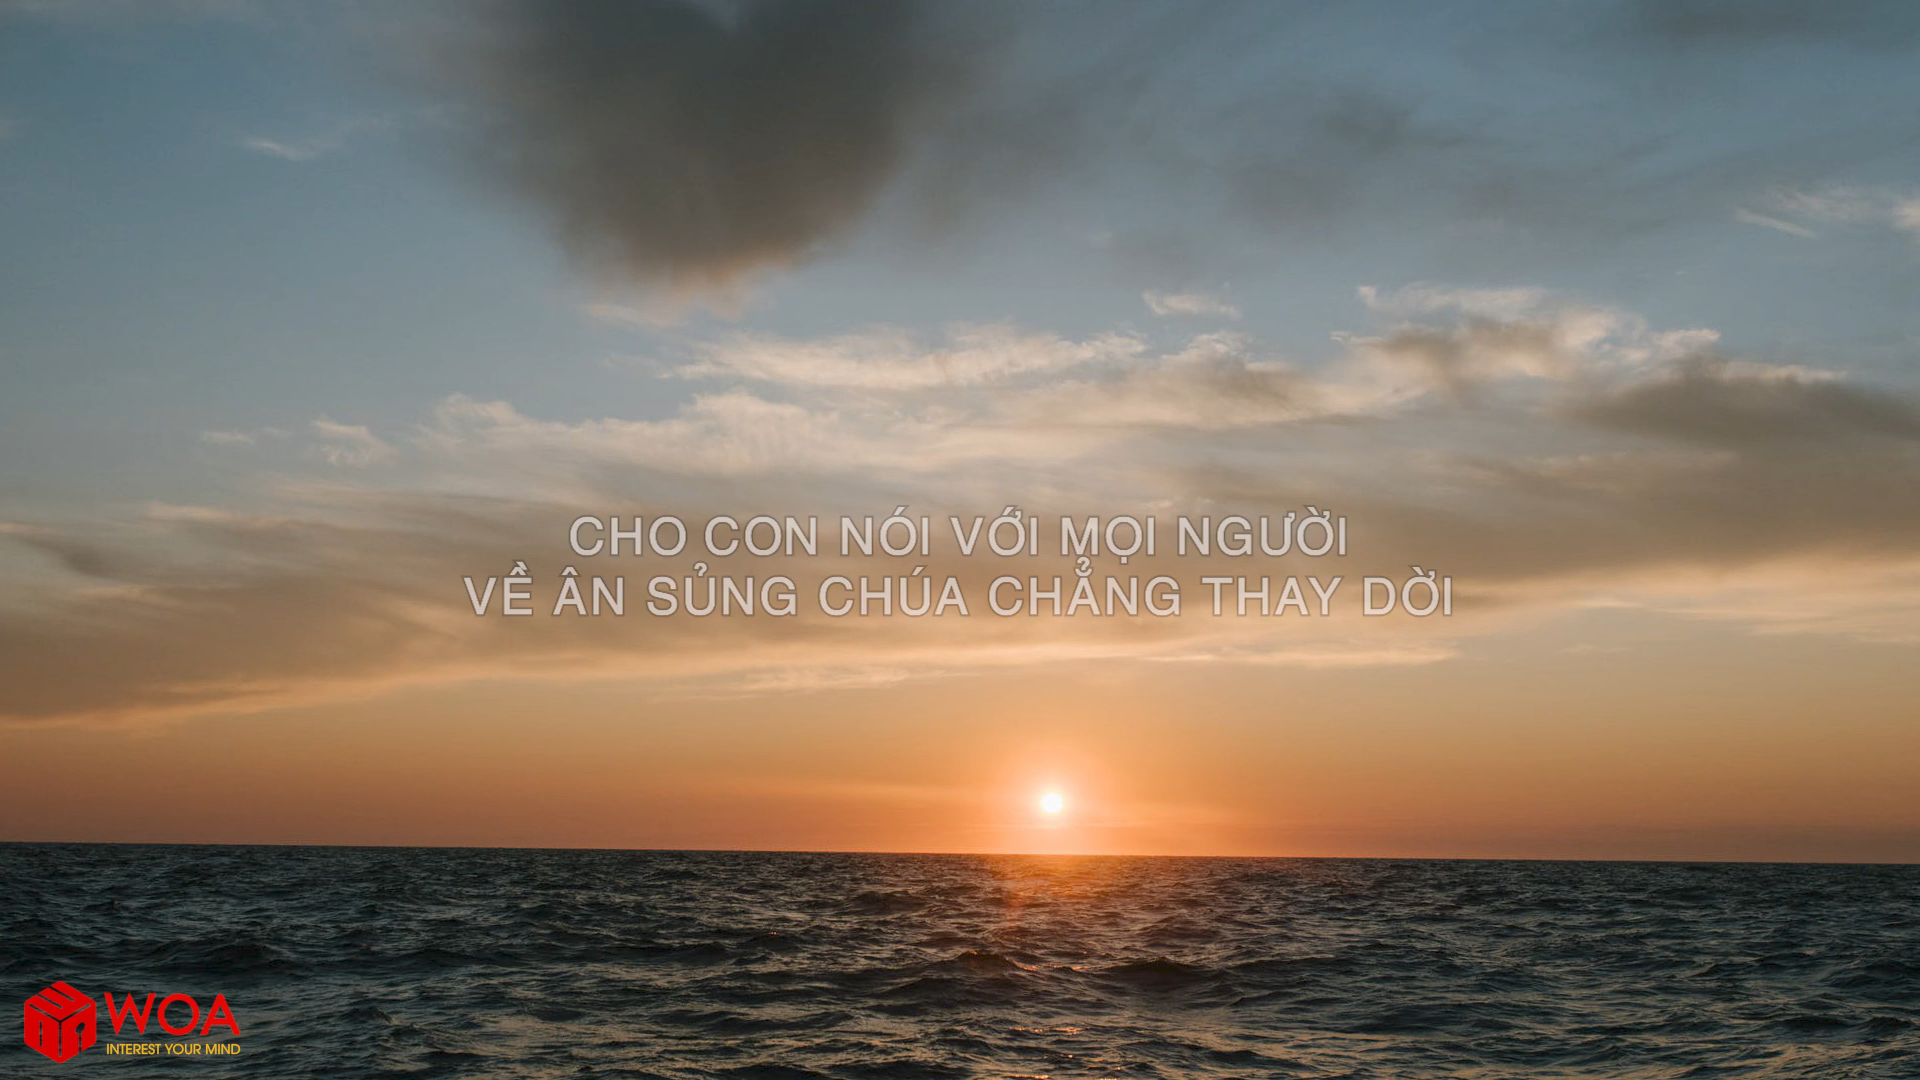 CHO CON NÓI VỚI MỌI NGƯỜI
VỀ ÂN SỦNG CHÚA CHẲNG THAY DỜI
WOA
INTEREST YOUR MIND